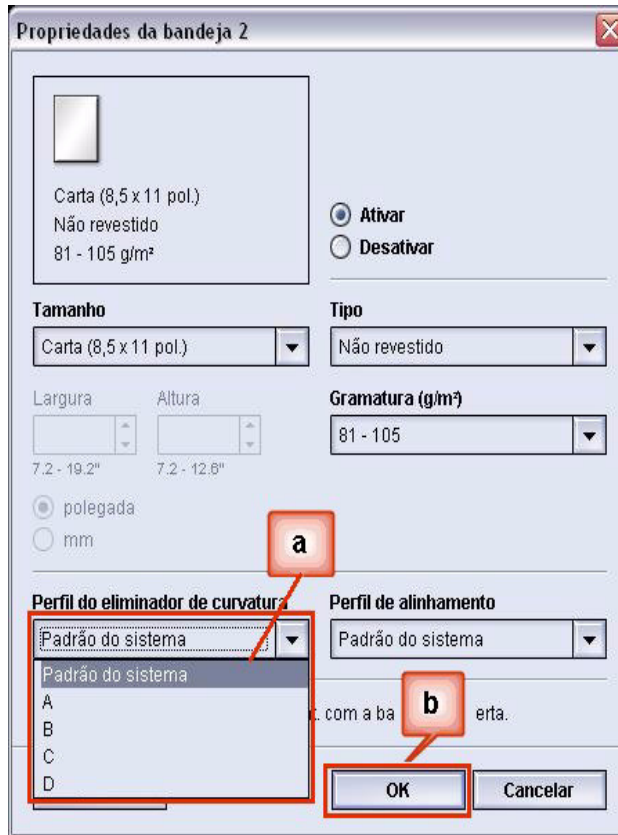 Propriedades da bandeja 2
Carta (8,5 x 11 pol.)
Não revestido
81 - 105 g/m²
Ativar
Desativar
Tamanho
Tipo
Carta (8,5 x 11 pol.)
Não revestido
Largura
Altura
Gramatura (g/m²)
81 - 105
7.2 - 19.2"
7.2 - 12.6"
polegada
mm
a
Perfil do eliminador de curvatura
Perfil de alinhamento
Padrão do sistema
Padrão do sistema
Padrão do sistema
A
B
C
D
com a ba
b
erta.
OK
Cancelar